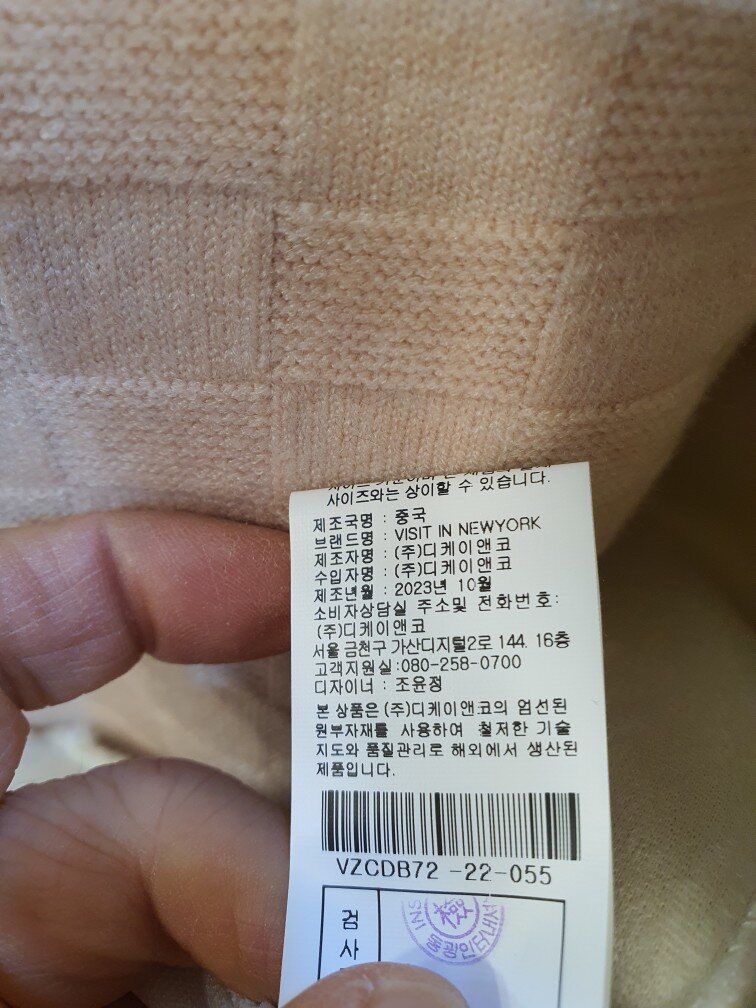 사이즈와는 상이할 수 있습니다.
제조국명 : 중국
브랜드명 : VISIT IN NEWYORK
제조자명 : (주)디케이앤코
수입자명 : (주)디케이앤코
제조년월 : 2023년 10월
소비자상담실 주소및 전화번호:
(주)디케이앤코
서울 금천구 가산디지털2로 144. 16층
고객지원실:080-258-0700
디자이너 : 조윤정
본 상품은 (주)디케이앤코의 엄선된
원부자재를 사용하여 철저한 기술
지도와 품질관리로 해외에서 생산된
제품입니다.
VZCDB72 -22-055
검
사
INS
동광인터내셔